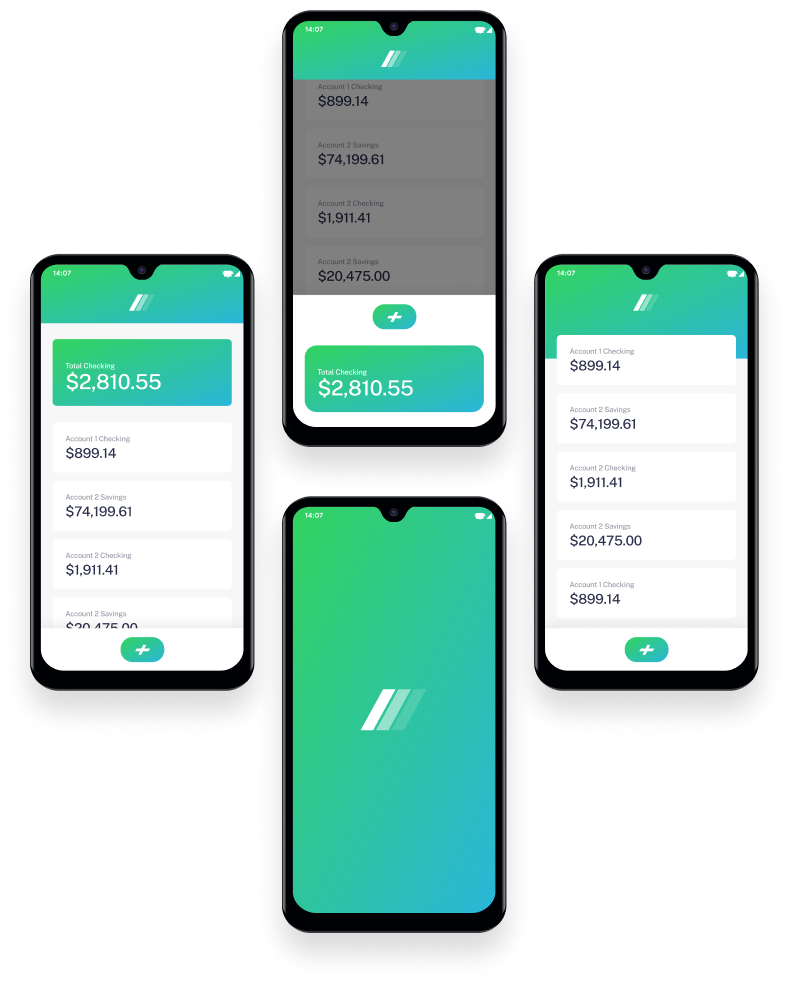 14:07
Account 1 Checking
$899.14
Account 2 Savings
$74,199.61
Account 2 Checking
$1,911.41
Account 2 Savings
$20,475.00
Total Checking
$2,810.55
14:07
Total Checking
$2,810.55
Account 1 Checking
$899.14
Account 2 Savings
$74,199.61
Account 2 Checking
$1,911.41
Account 2 Savings
$20,475.00
14:07
Account 1 Checking
$899.14
Account 2 Savings
$74,199.61
Account 2 Checking
$1,911.41
Account 2 Savings
$20,475.00
Account 1 Checking
$899.14
14:07